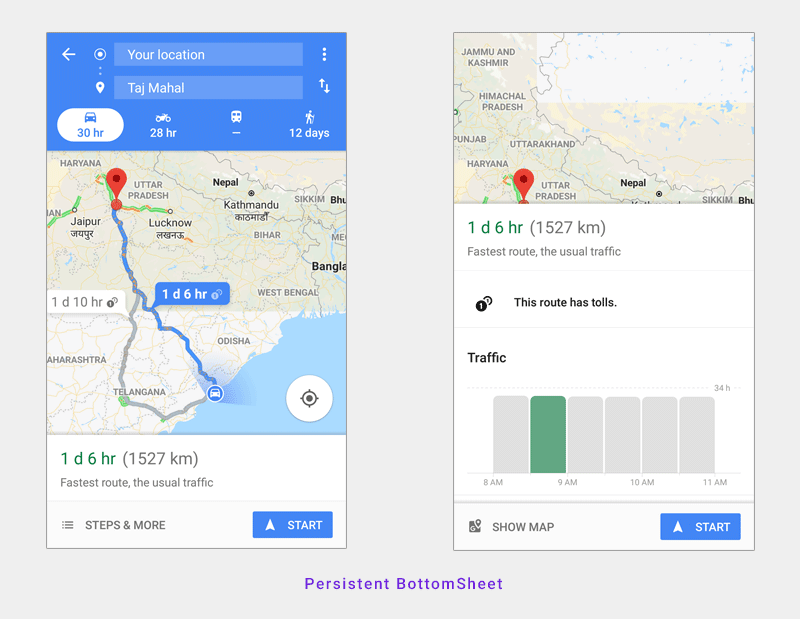 Your location
Taj Mahal
30 hr
28 hr
–
12 days
HARYANA
UTTAR
PRADESH
Nepal
Kathmandu
काठमाडौं
SIKKIM
Bhu
AN
Jaipur
जयपुर
Lucknow
लखनऊ
BIHAR
ME
Bangla
1 d 10 hr
1 d 6 hr
WEST BENGAL
ODISHA
AHARASHTRA
TELANGANA
1 d 6 hr (1527 km)
Fastest route, the usual traffic
STEPS & MORE
START
JAMMU AND
KASHMIR
HIMACHAL
PRADESH
PUNJAB
UTTARAKHAND
HARYANA
UTTAR
PRADESH
Nepal
Kathmandu
SIKKIM
Bhu
1 d 6 hr (1527 km)
Fastest route, the usual traffic
1
This route has tolls.
Traffic
34 h
8 AM
9 AM
10 AM
11 AM
SHOW MAP
START
Persistent BottomSheet